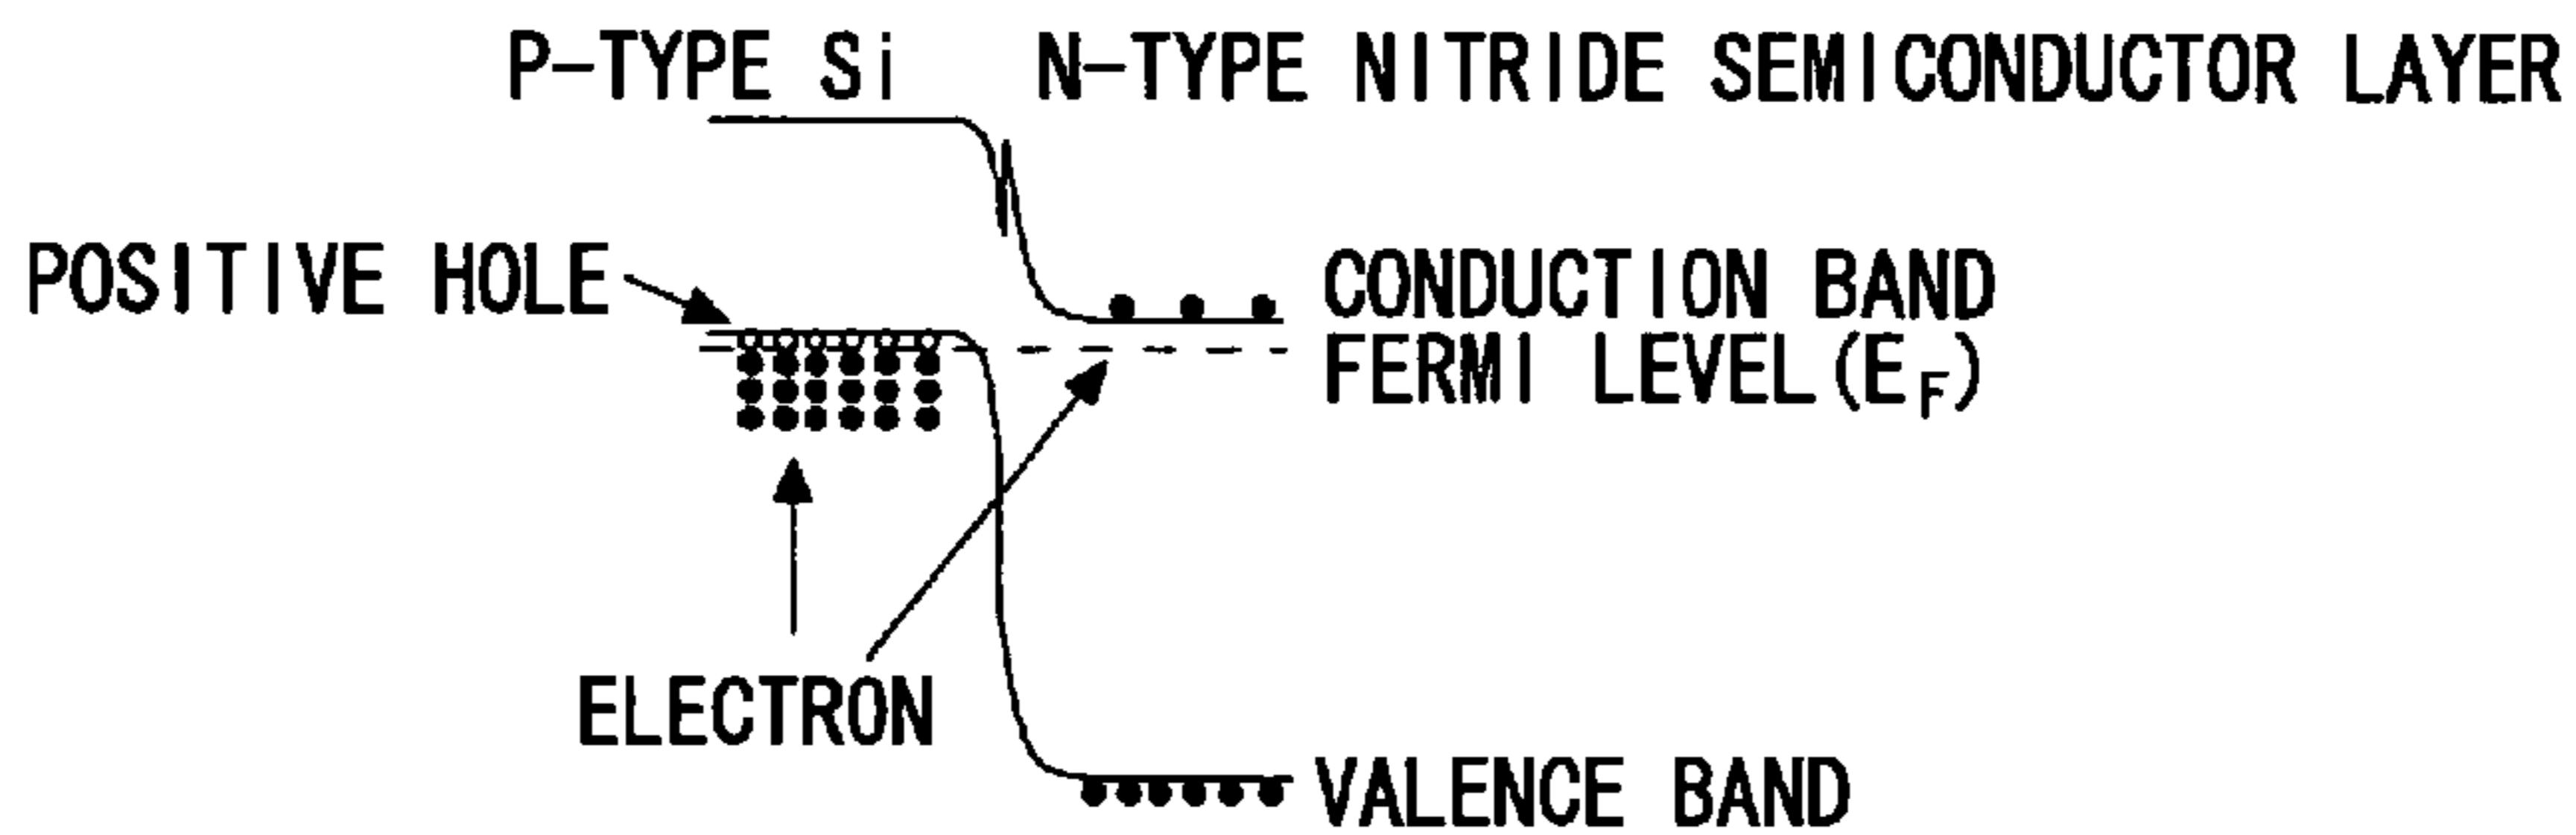 P-TYPE Si
N-TYPE NITRIDE SEMICONDUCTOR LAYER
POSITIVE HOLE
CONDUCTION BAND
FERMI LEVEL(EF)
ELECTRON
VALENCE BAND